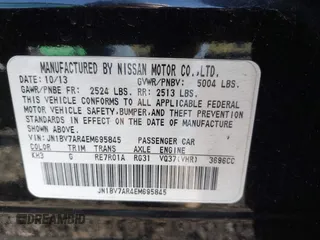 MANUFACTURED BY NISSAN MOTOR CO.,LTD.
DATE: 10/13 GVWR/PNBV: 5004 LBS.
GAWR/PNBE FR: 2524 LBS. RR: 2513 LBS.
THIS VEHICLE CONFORMS TO ALL APPLICABLE FEDERAL
MOTOR VEHICLE SAFETY, BUMPER, AND THEFT PREVENTION
STANDARDS IN EFFECT ON THE DATE OF MANUFACTURE
SHOWN ABOVE.
JN1BV7AR4EM695845 PASSENGER CAR
COLOR TRIM TRANS AXLE ENGINE
KH3 G RE7R01A RG31 VQ37(VHR) 3696CC
JN1BV7AR4EM695845
DREAMBID